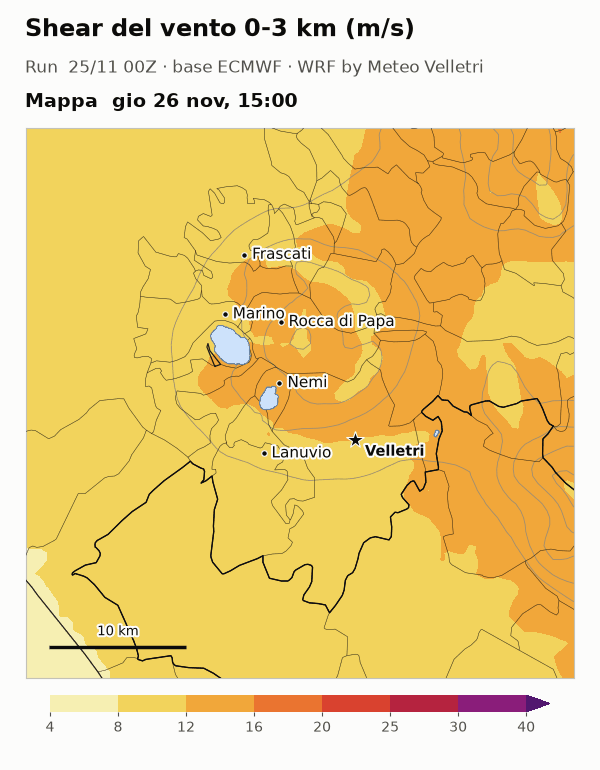 Shear del vento 0-3 km (m/s)
Run 25/11 00Z · base ECMWF · WRF by Meteo Velletri
Mappa gio 26 nov, 15:00
Frascati
Marino
Rocca di Papa
Nemi
Velletri
Lanuvio
10 km
4 8 12 16 20 25 30 40